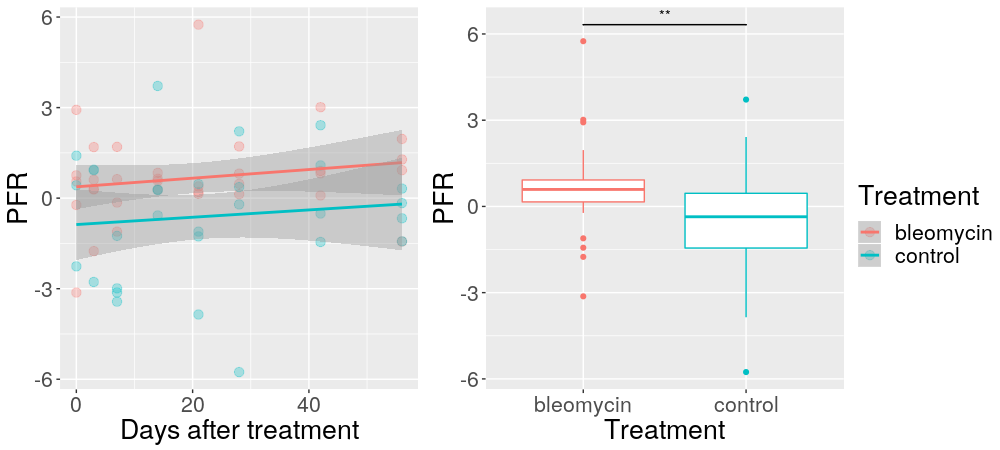 6
3
0
-3
-6
PFR
0
20
40
Days after treatment
**
6
3
0
-3
-6
PFR
bleomycin
control
Treatment
Treatment
bleomycin
control